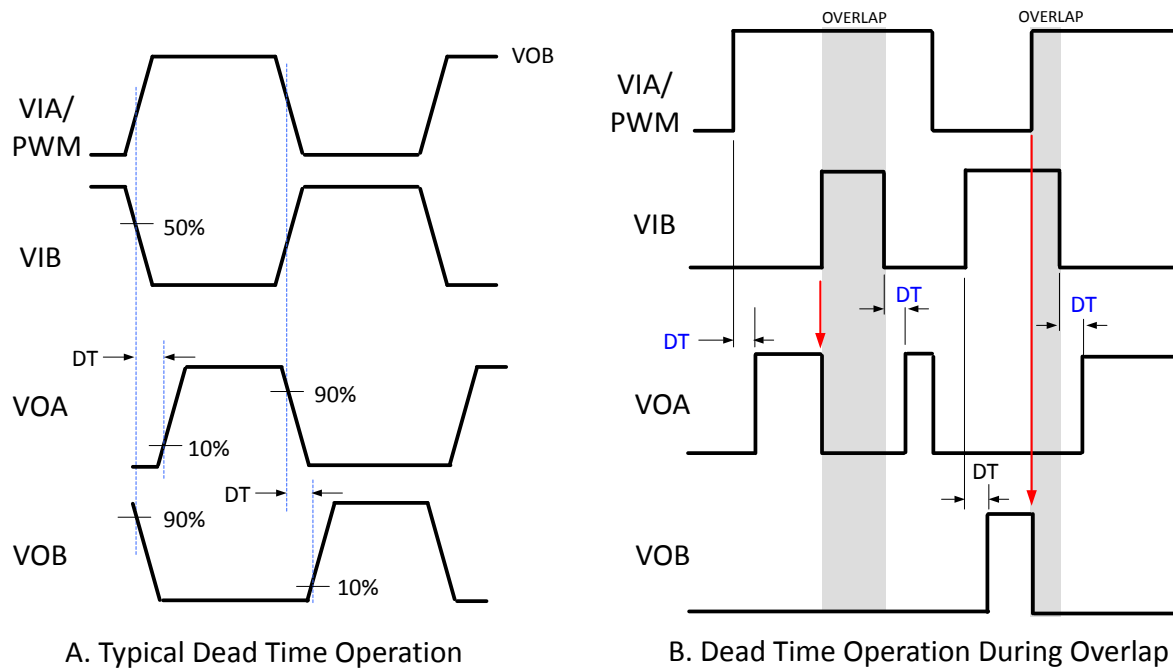 VOB
VIA/
PWM
50%
VIB
DT
90%
VOA
10%
DT
90%
VOB
10%
A. Typical Dead Time Operation
OVERLAP
OVERLAP
VIA/
PWM
VIB
DT
DT
DT
VOA
DT
VOB
B. Dead Time Operation During Overlap